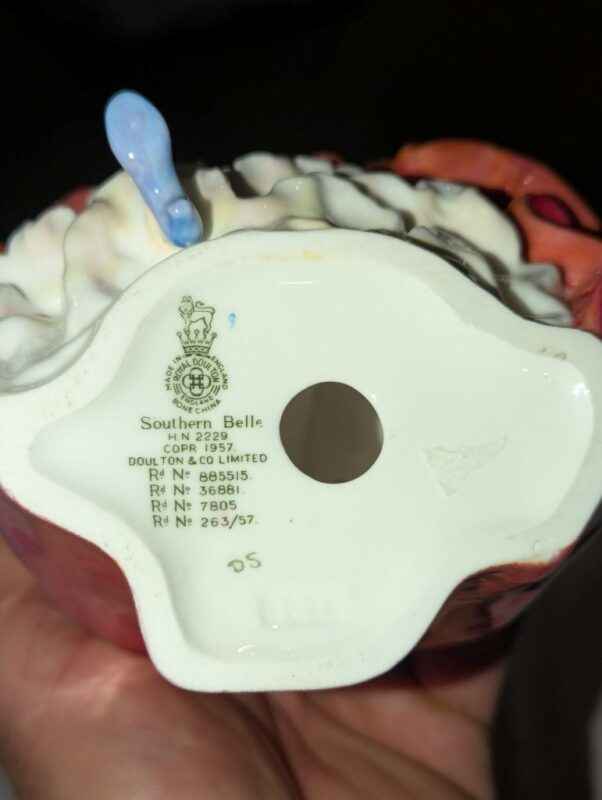 MADE IN ENGLAND
ROYAL DOULTON
ENGLAND
BONE CHINA
Southern Belle
H.N 2229
COPR 1957.
DOULTON & CO LIMITED
Rd No 885515.
Rd No 36881.
Rd No 7805
Rd No 263/57.
DS